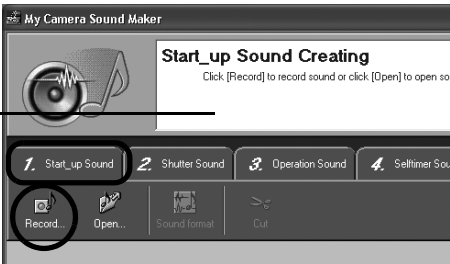 My Camera Sound Maker
Start_up Sound Creating
Click [Record] to record sound or click [Open] to open so
1. Start_up Sound 2. Shutter Sound 3. Operation Sound 4. Selftimer Sou
Record... Open... Sound format Cut